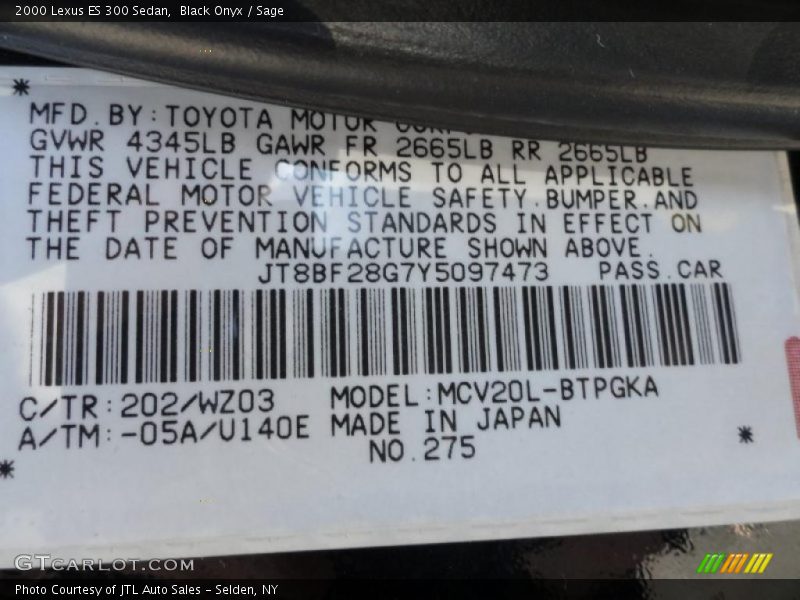 2000 Lexus ES 300 Sedan,  Black Onyx / Sage
MFD. BY: TOYOTA MOTOR
GVWR 4345LB GAWR FR 2665LB RR 2665LB
THIS VEHICLE CONFORMS TO ALL APPLICABLE
FEDERAL MOTOR VEHICLE SAFETY.BUMPER.AND
THEFT PREVENTION STANDARDS IN EFFECT ON
THE DATE OF MANUFACTURE SHOWN ABOVE.
JT8BF28G7Y5097473 PASS.CAR
C/TR:202/WZ03 MODEL:MCV20L-BTPGKA
A/TM:-05A/U140E MADE IN JAPAN
NO.275
GTCARLOT.COM
Photo Courtesy of JTL Auto Sales - Selden, NY